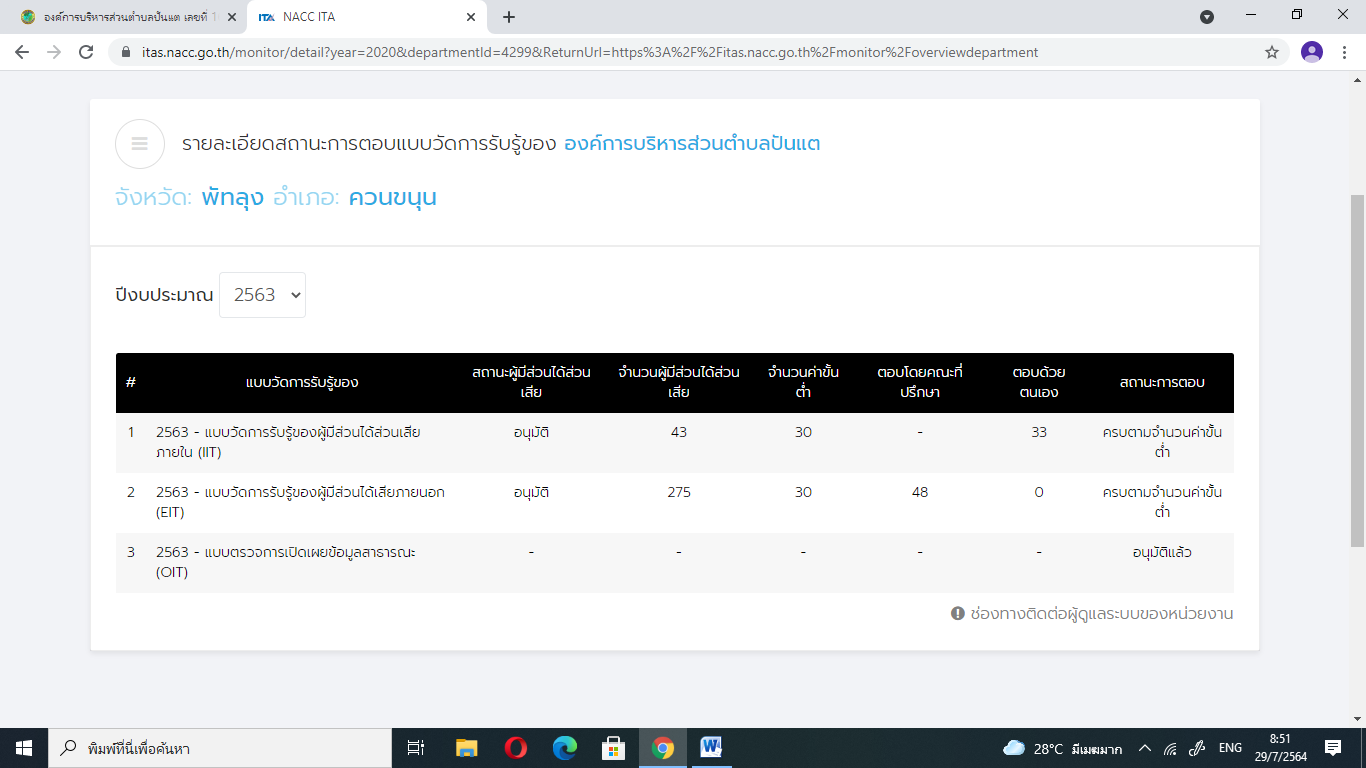 องค์การบริหารส่วนตำบลปันแต เลขที่
NACC ITA
itas.nacc.go.th/monitor/detail?year=2020&departmentId=4299&ReturnUrl=https%3A%2F%2Fitas.nacc.go.th%2Fmonitor%2Foverviewdepartment
รายละเอียดสถานะการตอบแบบวัดการรับรู้ของ องค์การบริหารส่วนตำบลปันแต
จังหวัด: พัทลุง อำเภอ: ควนขนุน
ปีงบประมาณ 2563
# แบบวัดการรับรู้ของ สถานะผู้มีส่วนได้ส่วน จำนวนผู้มีส่วนได้ส่วน จำนวนค่าขั้น ตอบโดยคณะที่ ตอบด้วย สถานะการตอบ
เสีย เสีย ต่ำ ปรึกษา ตนเอง
1 2563 - แบบวัดการรับรู้ของผู้มีส่วนได้ส่วนเสีย อนุมัติ 43 30 - 33 ครบตามจำนวนค่าขั้น
ภายใน (IIT) ต่ำ
2 2563 - แบบวัดการรับรู้ของผู้มีส่วนได้เสียภายนอก อนุมัติ 275 30 48 0 ครบตามจำนวนค่าขั้น
(EIT) ต่ำ
3 2563 - แบบตรวจการเปิดเผยข้อมูลสาธารณะ - - - - - อนุมัติแล้ว
(OIT)
ช่องทางติดต่อผู้ดูแลระบบของหน่วยงาน
พิมพ์ที่นี่เพื่อค้นหา
28°C มีเมฆมาก
ENG
8:51
29/7/2564